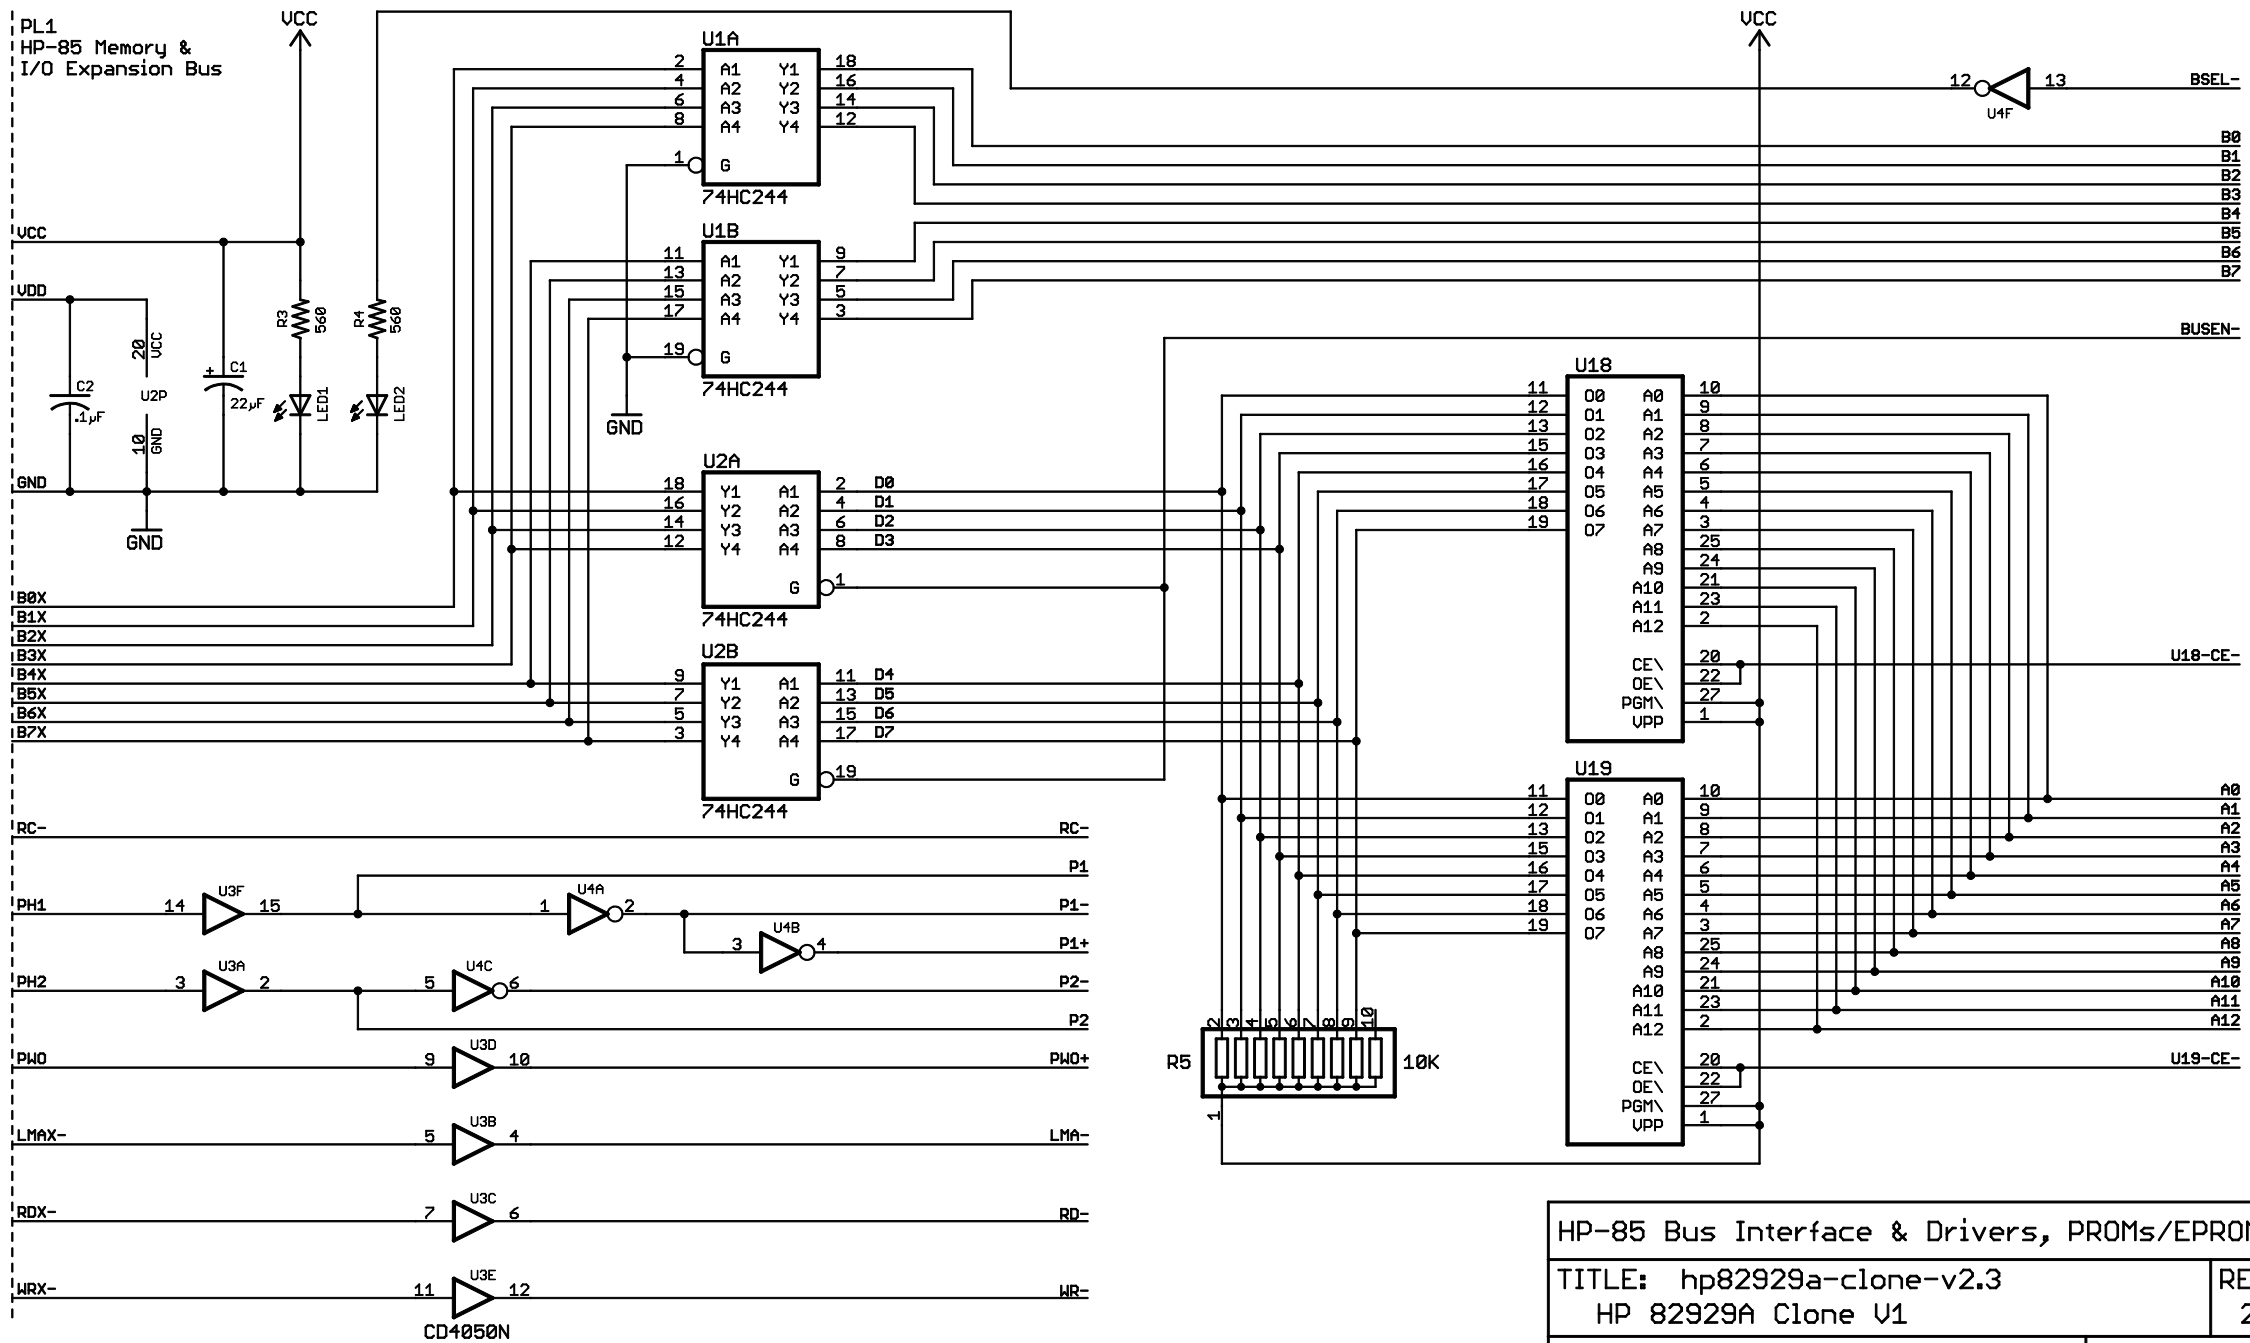 PL1
HP-85 Memory &
I/O Expansion Bus
VCC
VCC
VCC
VDD
GND
GND
C2
.1µF
20
VCC
U2P
10
GND
C1
+
22µF
R3
560
LED1
R4
560
LED2
U1A
2 A1 Y1 18
4 A2 Y2 16
6 A3 Y3 14
8 A4 Y4 12
1 G
74HC244
U1B
11 A1 Y1 9
13 A2 Y2 7
15 A3 Y3 5
17 A4 Y4 3
19 G
74HC244
GND
U2A
18 Y1 A1 2 D0
16 Y2 A2 4 D1
14 Y3 A3 6 D2
12 Y4 A4 8 D3
G 1
74HC244
U2B
9 Y1 A1 11 D4
7 Y2 A2 13 D5
5 Y3 A3 15 D6
3 Y4 A4 17 D7
G 19
74HC244
B0X
B1X
B2X
B3X
B4X
B5X
B6X
B7X
RC- RC-
P1
PH1 14 U3F 15 1 U4A 2 P1-
3 U4B 4 P1+
PH2 3 U3A 2 5 U4C 6 P2-
P2
PWO 9 U3D 10 PWO+
LMAX- 5 U3B 4 LMA-
RDX- 7 U3C 6 RD-
WRX- 11 U3E 12 WR-
CD4050N
12 13 BSEL-
U4F
B0
B1
B2
B3
B4
B5
B6
B7
BUSEN-
U18
11 O0 A0 10
12 O1 A1 9
13 O2 A2 8
15 O3 A3 7
16 O4 A4 6
17 O5 A5 5
18 O6 A6 4
19 O7 A7 3
A8 25
A9 24
A10 21
A11 23
A12 2
CE\ 20 U18-CE-
OE\ 22
PGM\ 27
VPP 1
U19
11 O0 A0 10 A0
12 O1 A1 9 A1
13 O2 A2 8 A2
15 O3 A3 7 A3
16 O4 A4 6 A4
17 O5 A5 5 A5
18 O6 A6 4 A6
19 O7 A7 3 A7
A8 25 A8
A9 24 A9
A10 21 A10
A11 23 A11
A12 2 A12
CE\ 20 U19-CE-
OE\ 22
PGM\ 27
VPP 1
2 3 4 5 6 7 8 9 10
R5 10K
1
HP-85 Bus Interface & Drivers, PROMs/EPROM
TITLE: hp82929a-clone-v2.3
HP 82929A Clone V1
RE
2